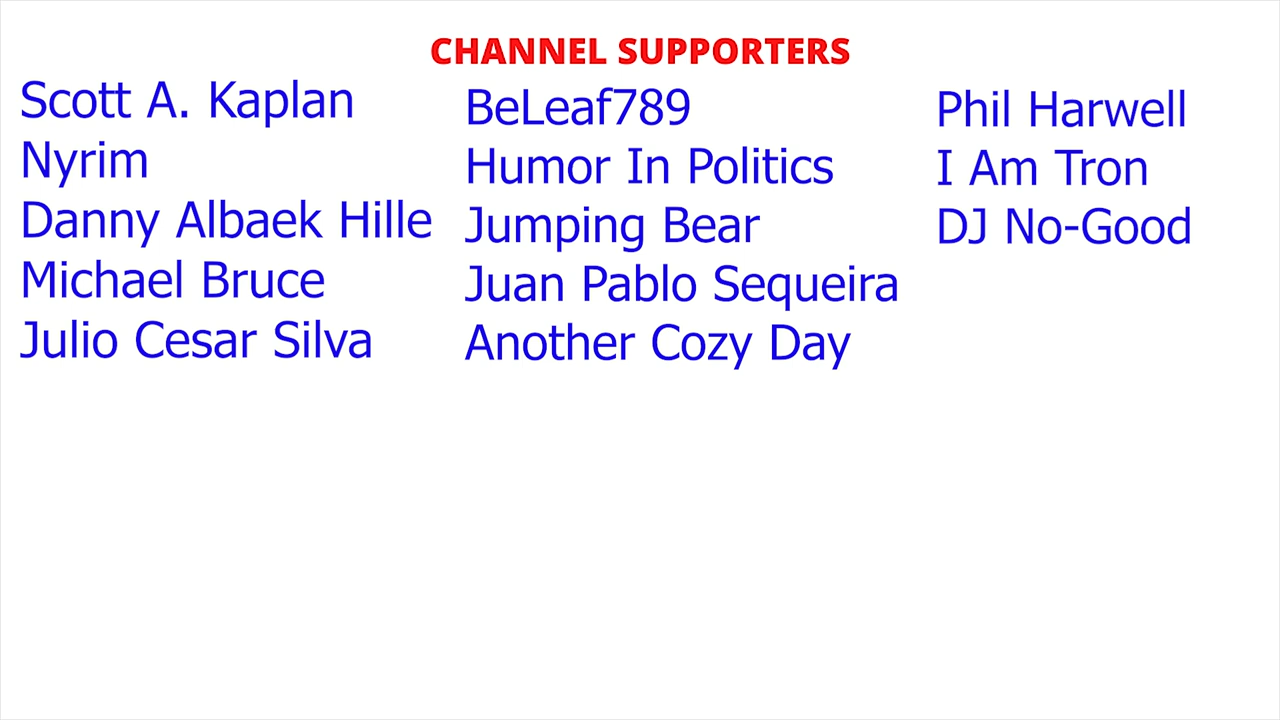 CHANNEL SUPPORTERS
Scott A. Kaplan
Nyrim
Danny Albaek Hille
Michael Bruce
Julio Cesar Silva
BeLeaf789
Humor In Politics
Jumping Bear
Juan Pablo Sequeira
Another Cozy Day
Phil Harwell
I Am Tron
DJ No-Good